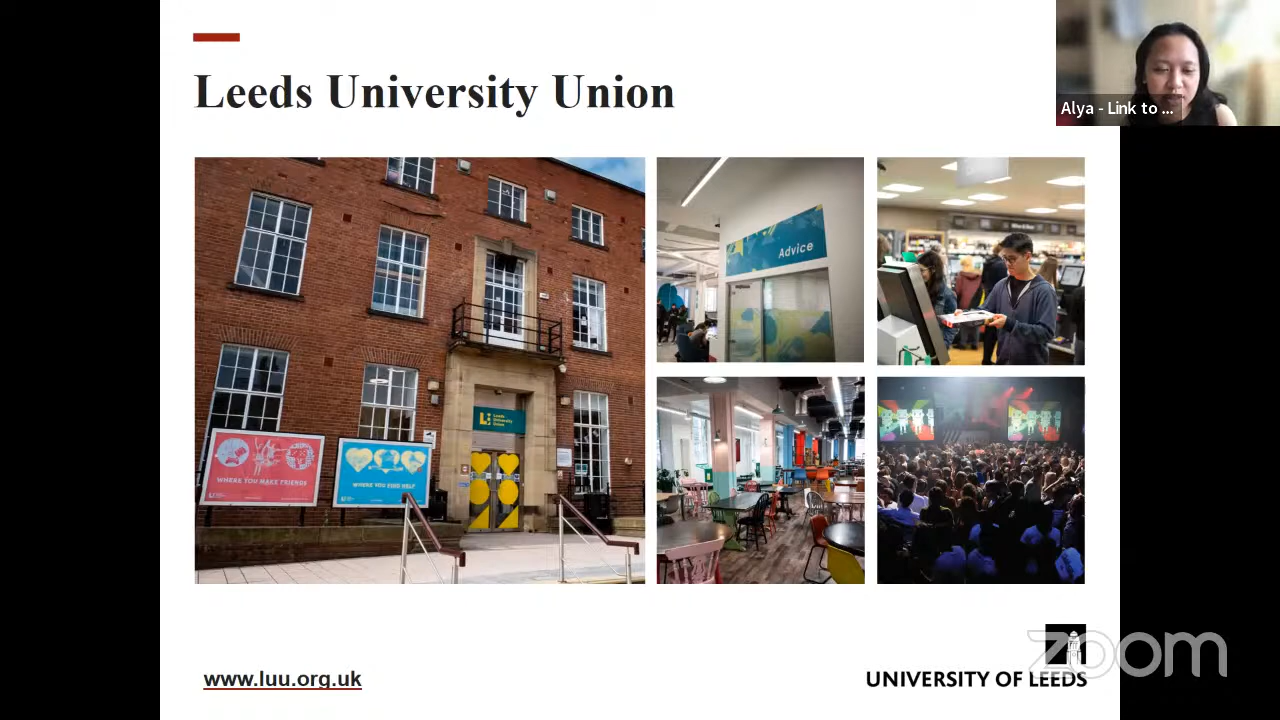 Leeds University Union
Alya - Link to ...
Advice
Leeds
University
Union
WHERE YOU MAKE FRIENDS
WHERE YOU FIND HELP
www.luu.org.uk
UNIVERSITY OF LEEDS
zoom